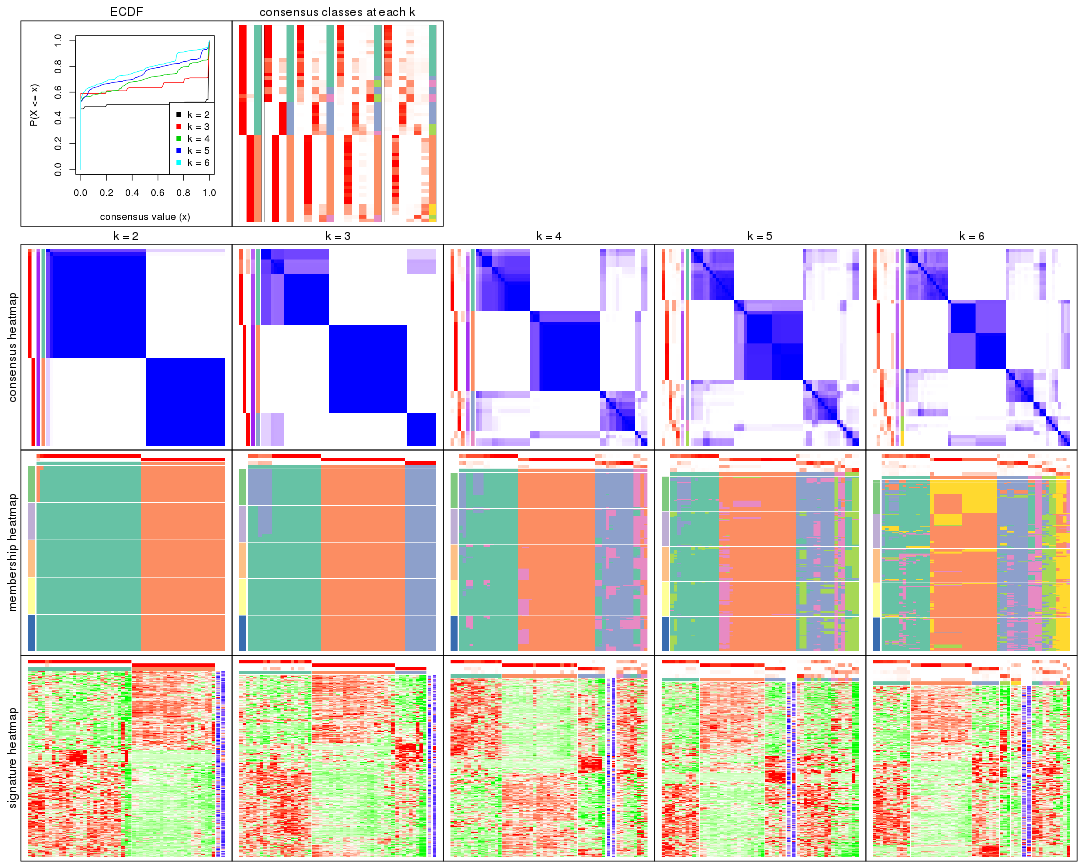 ECDF
consensus classes at each k
P(X <= x)
0.0 0.2 0.4 0.6 0.8 1.0
k = 2
k = 3
k = 4
k = 5
k = 6
0.0 0.2 0.4 0.6 0.8 1.0
consensus value (x)
k = 2
k = 3
k = 4
k = 5
k = 6
consensus heatmap
membership heatmap
signature heatmap